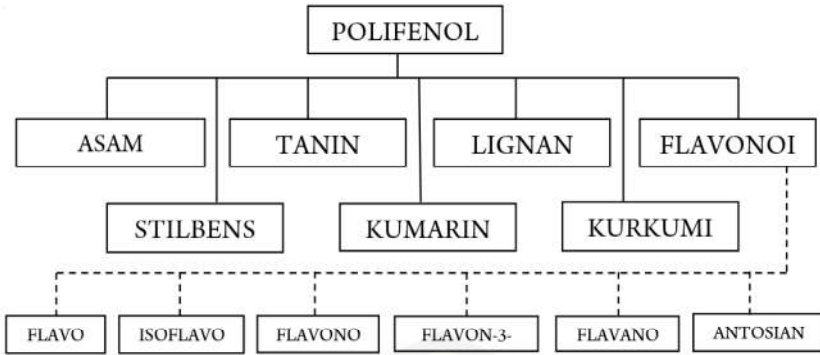 POLIFENOL
ASAM
TANIN
LIGNAN
FLAVONOI
STILBENS
KUMARIN
KURKUMI
FLAVO
ISOFLAVO
FLAVONO
FLAVON-3-
FLAVANO
ANTOSIAN